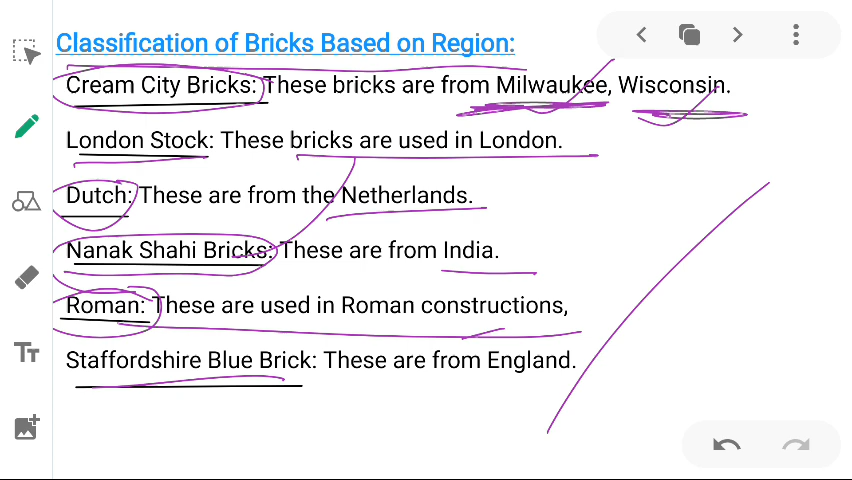 Classification of Bricks Based on Region:
Cream City Bricks: These bricks are from Milwaukee, Wisconsin.
London Stock: These bricks are used in London.
Dutch: These are from the Netherlands.
Nanak Shahi Bricks: These are from India.
Roman: These are used in Roman constructions,
Staffordshire Blue Brick: These are from England.
TT